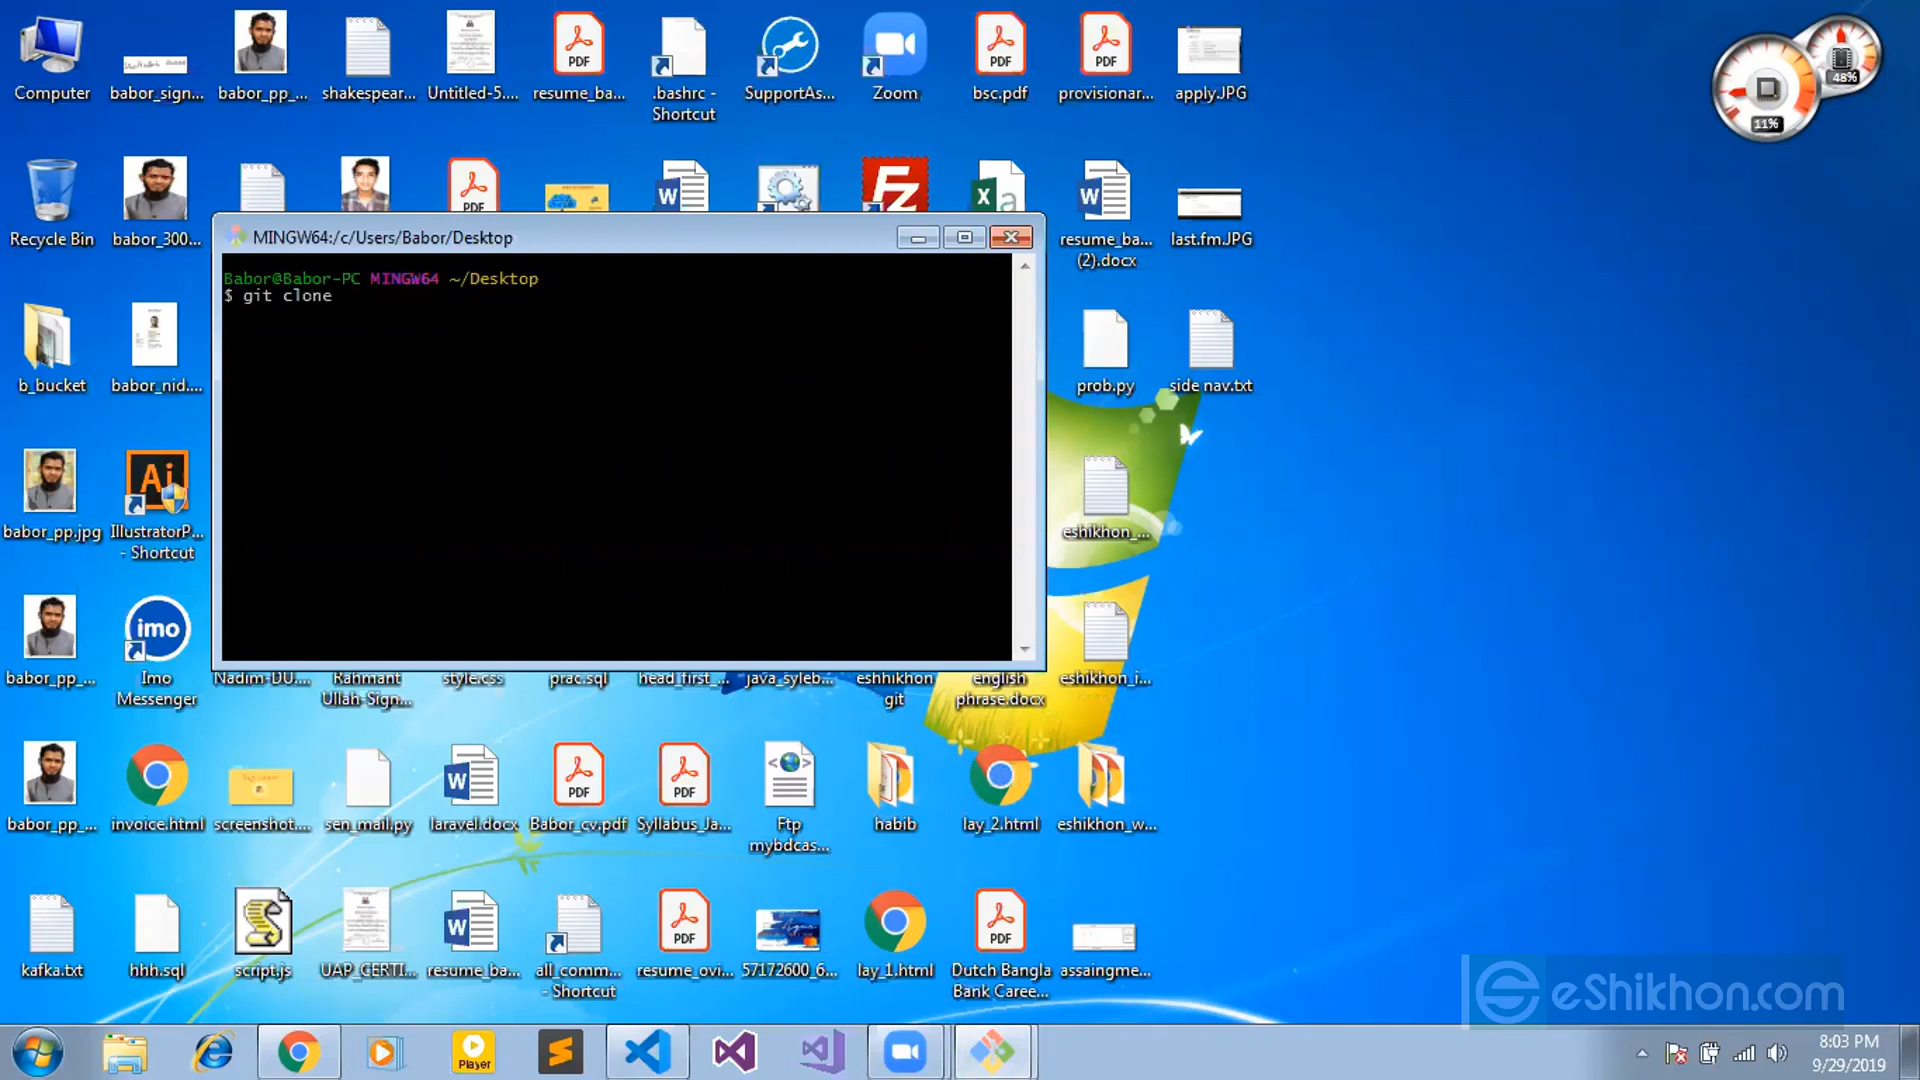 Computer
babor_sign...
babor_pp_...
shakespear...
Untitled-5....
resume_ba...
.bashrc -
Shortcut
SupportAs...
Zoom
bsc.pdf
provisionar...
apply.JPG
48%
11%
Recycle Bin
babor_300...
resume_ba...
(2).docx
last.fm.JPG
MINGW64:/c/Users/Babor/Desktop
Babor@Babor-PC MINGW64 ~/Desktop
$ git clone
b_bucket
babor_nid....
prob.py
side nav.txt
babor_pp.jpg
IllustratorP...
- Shortcut
eshikhon_...
babor_pp_...
Imo
Messenger
Nadim-DU....
Rahmant
Ullah-Sign...
style.css
prac.sql
head_first_...
java_syleb...
eshhikhon
git
english
phrase.docx
eshikhon_i...
babor_pp_...
invoice.html
screenshot....
sen_mail.py
laravel.docx
Babor_cv.pdf
Syllabus_Ja...
Ftp
mybdcas...
habib
lay_2.html
eshikhon_w...
kafka.txt
hhh.sql
script.js
UAP_CERTI...
resume_ba...
all_comm...
- Shortcut
resume_ovi...
57172600_6...
lay_1.html
Dutch Bangla
Bank Caree...
assaingme...
eShikhon.com
Player
8:03 PM
9/29/2019